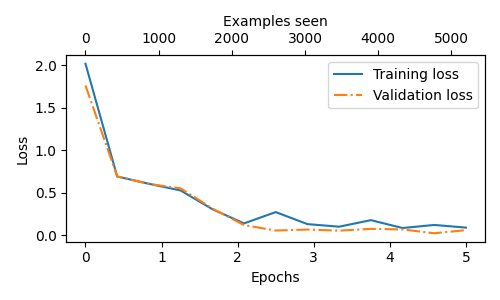 Examples seen
0 1000 2000 3000 4000 5000
2.0
1.5
1.0
0.5
0.0
Loss
Training loss
Validation loss
0 1 2 3 4 5
Epochs